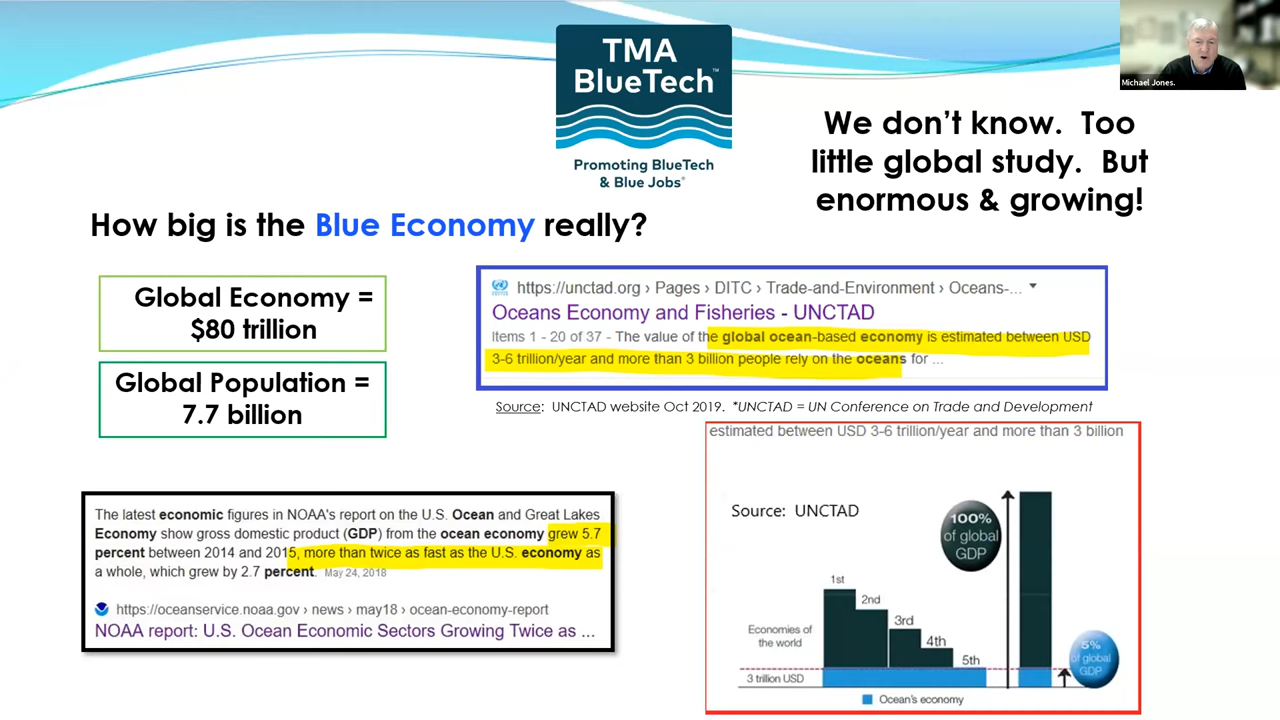 TMA
BlueTech™
Promoting BlueTech
& Blue Jobs®
Michael Jones.
We don't know. Too
little global study. But
enormous & growing!
How big is the Blue Economy really?
Global Economy =
$80 trillion
Global Population =
7.7 billion
https://unctad.org › Pages › DITC › Trade-and-Environment › Oceans-...
Oceans Economy and Fisheries - UNCTAD
Items 1 - 20 of 37 - The value of the global ocean-based economy is estimated between USD
3-6 trillion/year and more than 3 billion people rely on the oceans for ...
Source: UNCTAD website Oct 2019. *UNCTAD = UN Conference on Trade and Development
The latest economic figures in NOAA's report on the U.S. Ocean and Great Lakes
Economy show gross domestic product (GDP) from the ocean economy grew 5.7
percent between 2014 and 2015, more than twice as fast as the U.S. economy as
a whole, which grew by 2.7 percent. May 24, 2018
https://oceanservice.noaa.gov › news › may18 › ocean-economy-report
NOAA report: U.S. Ocean Economic Sectors Growing Twice as ...
estimated between USD 3-6 trillion/year and more than 3 billion
Source: UNCTAD
100%
of global
GDP
1st
2nd
3rd
4th
5th
Economies of
the world
3 trillion USD
5%
of global
GDP
Ocean's economy